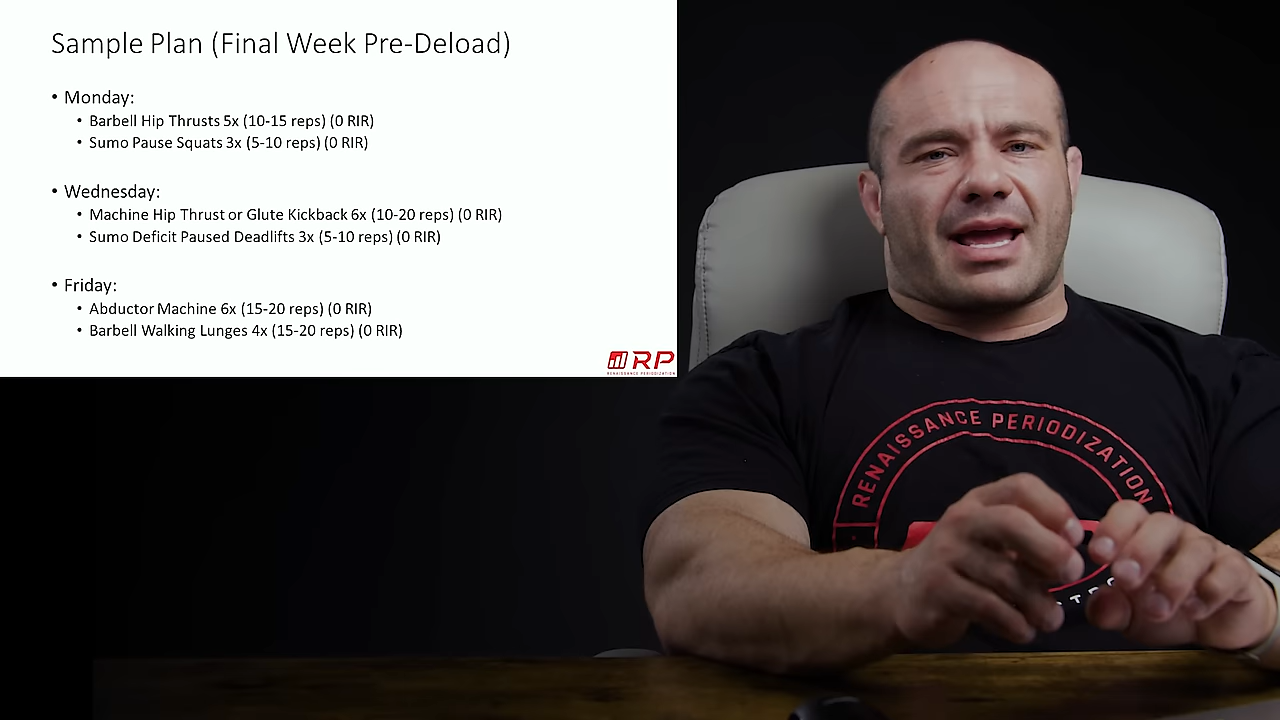 Sample Plan (Final Week Pre-Deload)
• Monday:
• Barbell Hip Thrusts 5x (10-15 reps) (0 RIR)
• Sumo Pause Squats 3x (5-10 reps) (0 RIR)
• Wednesday:
• Machine Hip Thrust or Glute Kickback 6x (10-20 reps) (0 RIR)
• Sumo Deficit Paused Deadlifts 3x (5-10 reps) (0 RIR)
• Friday:
• Abductor Machine 6x (15-20 reps) (0 RIR)
• Barbell Walking Lunges 4x (15-20 reps) (0 RIR)
RP
RENAISSANCE PERIODIZATION
RENAISSANCE PERIODIZATION